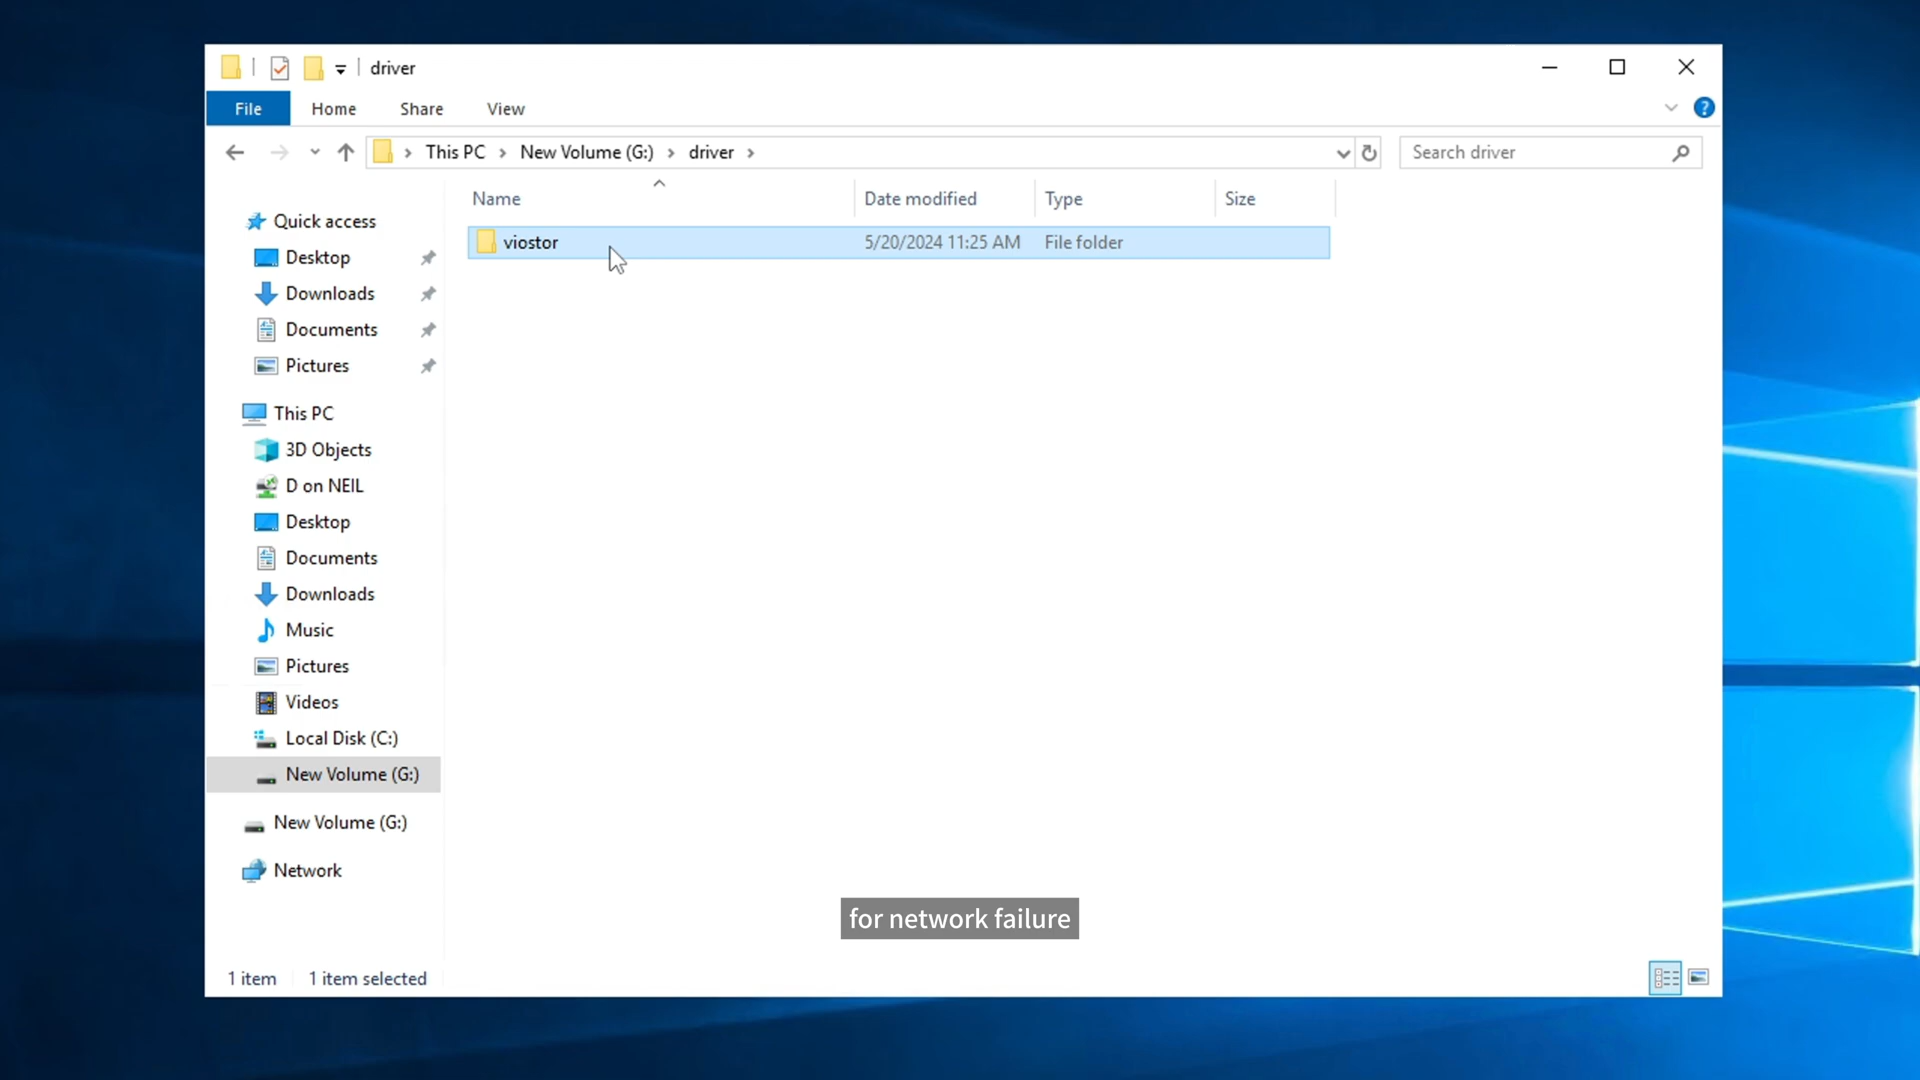 driver
File Home Share View
This PC New Volume (G:) driver
Search driver
Name Date modified Type Size
viostor 5/20/2024 11:25 AM File folder
Quick access
Desktop
Downloads
Documents
Pictures
This PC
3D Objects
D on NEIL
Desktop
Documents
Downloads
Music
Pictures
Videos
Local Disk (C:)
New Volume (G:)
New Volume (G:)
Network
for network failure
1 item 1 item selected